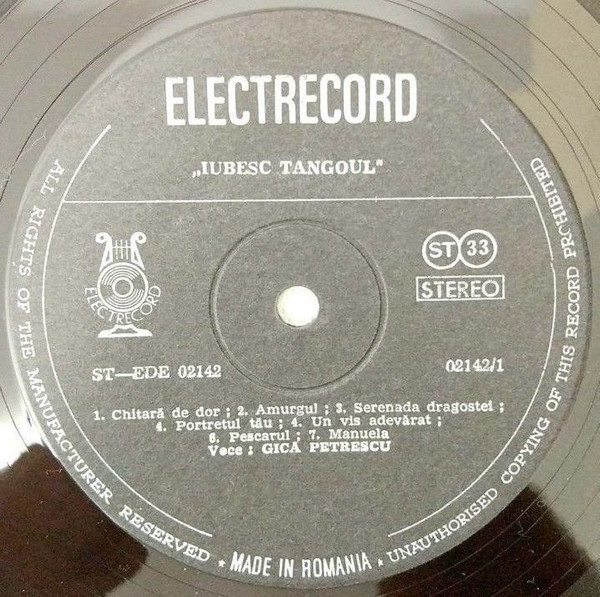 ELECTRECORD
„IUBESC TANGOUL"
ELECTRECORD
ST 33
STEREO
ST—EDE 02142
02142/1
1. Chitară de dor ; 2. Amurgul ; 3. Serenada dragostei ;
4. Portretul tău ; 4. Un vis adevărat ;
6. Pescarul ; 7. Manuela
Voce : GICĂ PETRESCU
ALL RIGHTS OF THE MANUFACTURER RESERVED ★ MADE IN ROMANIA ★ UNAUTHORISED COPYING OF THIS RECORD PROHIBITED